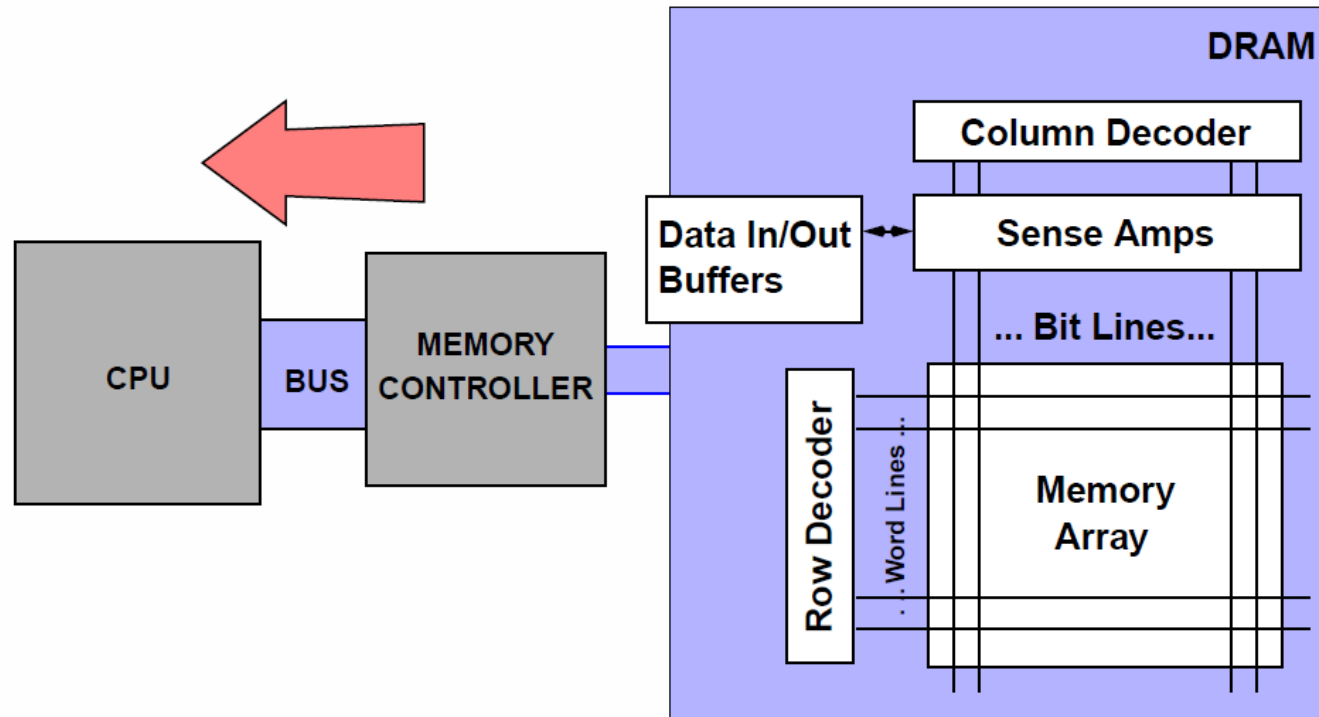 DRAM
Column Decoder
Data In/Out
Buffers
Sense Amps
... Bit Lines...
CPU
BUS
MEMORY
CONTROLLER
Row Decoder
. ...Word Lines ...
Memory
Array